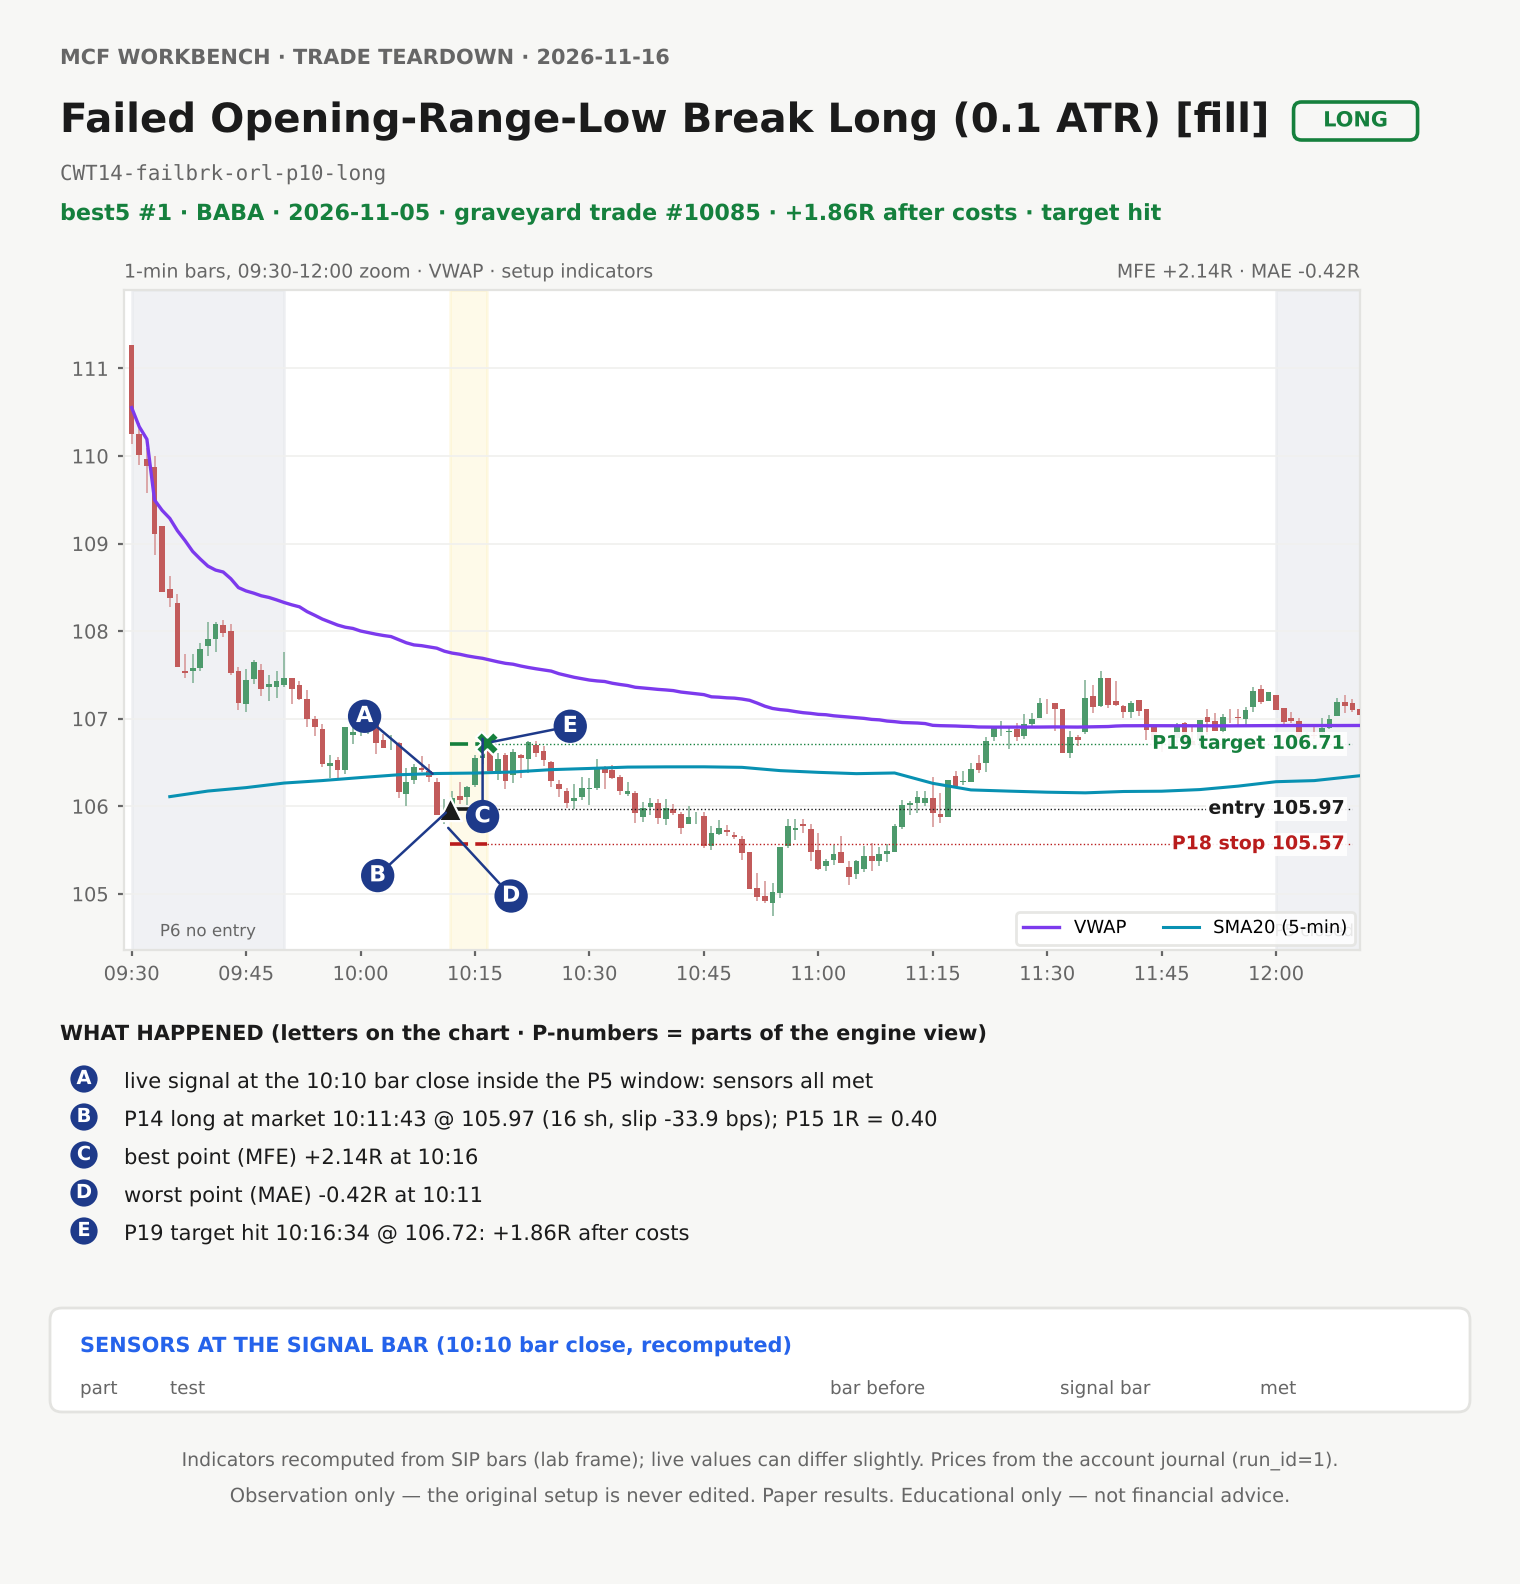 MCF WORKBENCH · TRADE TEARDOWN · 2026-11-16
Failed Opening-Range-Low Break Long (0.1 ATR) [fill]
LONG
CWT14-failbrk-orl-p10-long
best5 #1 · BABA · 2026-11-05 · graveyard trade #10085 · +1.86R after costs · target hit
1-min bars, 09:30-12:00 zoom · VWAP · setup indicators
MFE +2.14R · MAE -0.42R
111
110
109
108
107
106
105
A
E
C
B
D
P19 target 106.71
entry 105.97
P18 stop 105.57
P6 no entry
VWAP
SMA20 (5-min)
09:30
09:45
10:00
10:15
10:30
10:45
11:00
11:15
11:30
11:45
12:00
WHAT HAPPENED (letters on the chart · P-numbers = parts of the engine view)
A live signal at the 10:10 bar close inside the P5 window: sensors all met
B P14 long at market 10:11:43 @ 105.97 (16 sh, slip -33.9 bps); P15 1R = 0.40
C best point (MFE) +2.14R at 10:16
D worst point (MAE) -0.42R at 10:11
E P19 target hit 10:16:34 @ 106.72: +1.86R after costs
SENSORS AT THE SIGNAL BAR (10:10 bar close, recomputed)
part test bar before signal bar met
Indicators recomputed from SIP bars (lab frame); live values can differ slightly. Prices from the account journal (run_id=1).
Observation only — the original setup is never edited. Paper results. Educational only — not financial advice.